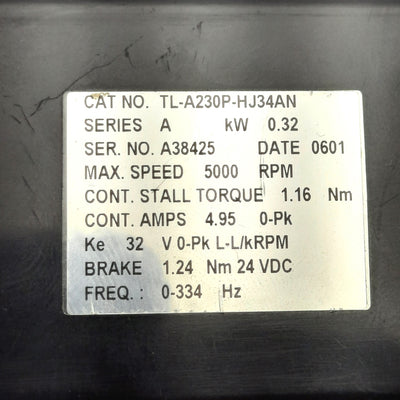 CAT NO. TL-A230P-HJ34AN
SERIES A kW 0.32
SER. NO. A38425 DATE 0601
MAX. SPEED 5000 RPM
CONT. STALL TORQUE 1.16 Nm
CONT. AMPS 4.95 0-Pk
Ke 32 V 0-Pk L-L/kRPM
BRAKE 1.24 Nm 24 VDC
FREQ. : 0-334 Hz